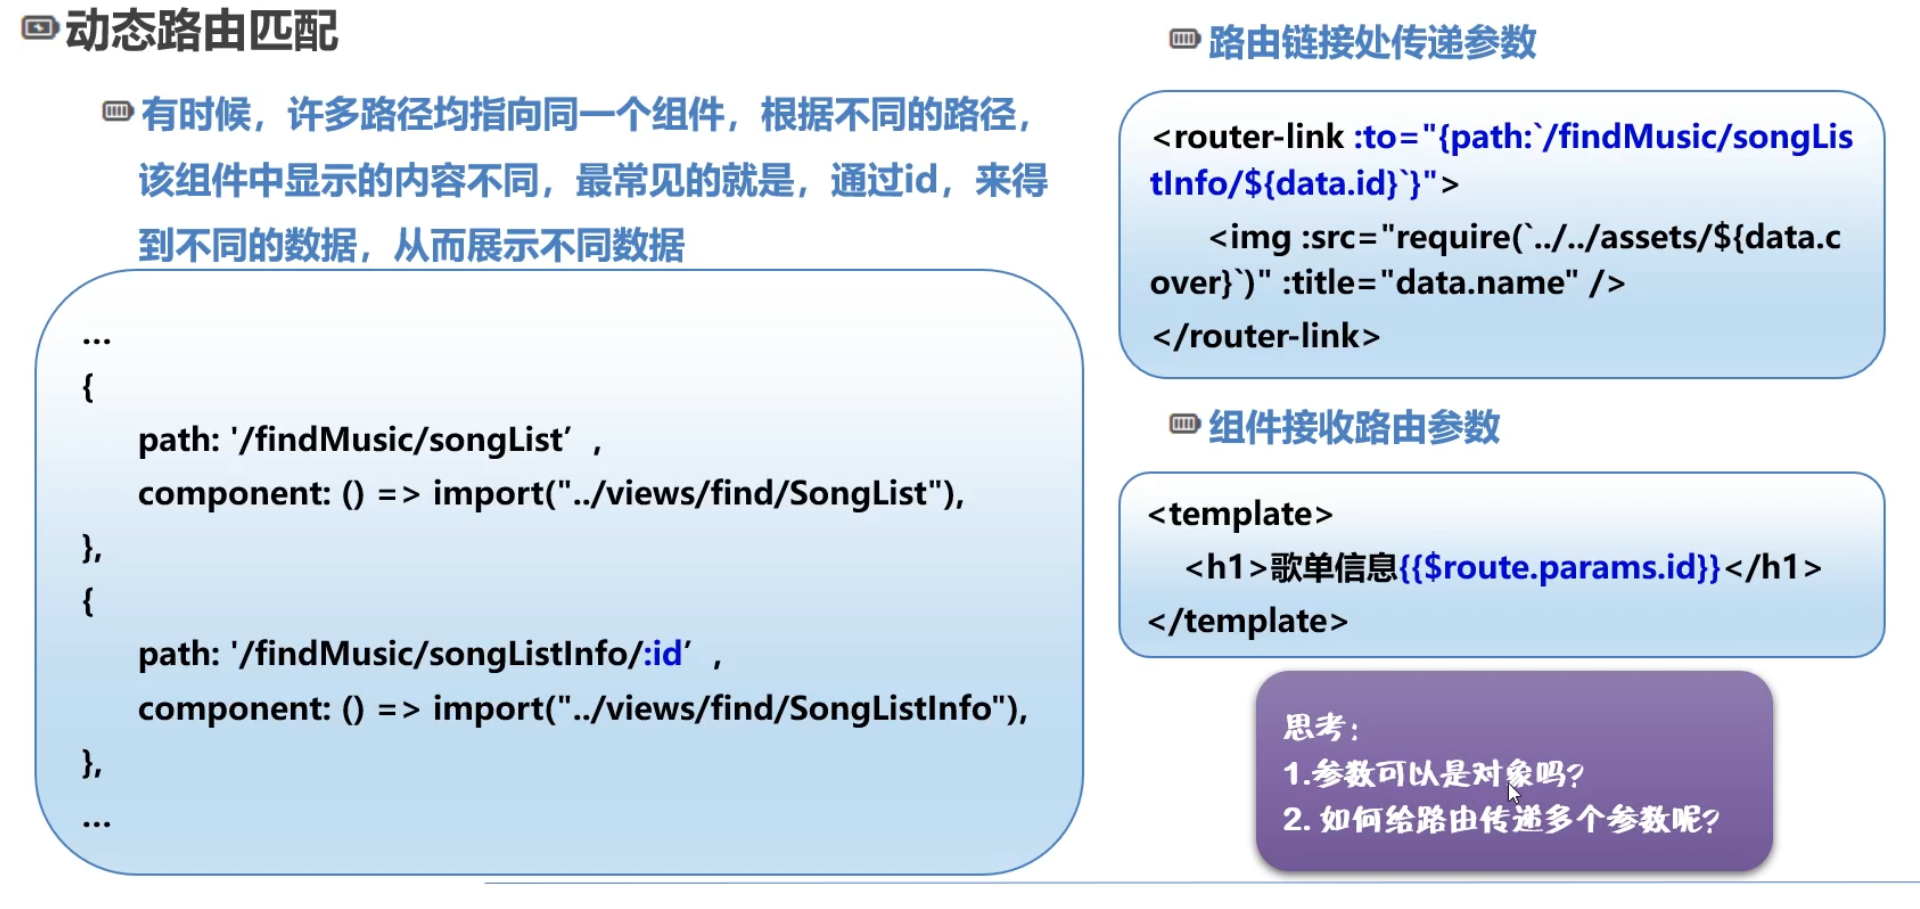 动态路由匹配
有时候，许多路径均指向同一个组件，根据不同的路径，
该组件中显示的内容不同，最常见的就是，通过id，来得
到不同的数据，从而展示不同数据
...
{
path: '/findMusic/songList’ ,
component: () => import("../views/find/SongList"),
},
{
path: '/findMusic/songListInfo/:id’ ,
component: () => import("../views/find/SongListInfo"),
},
...
路由链接处传递参数
<router-link :to="{path:`/findMusic/songLis
tInfo/${data.id}`}">
<img :src="require(`../../assets/${data.c
over}`)" :title="data.name" />
</router-link>
组件接收路由参数
<template>
<h1>歌单信息{{$route.params.id}}</h1>
</template>
思考：
1.参数可以是对象吗？
2. 如何给路由传递多个参数呢？